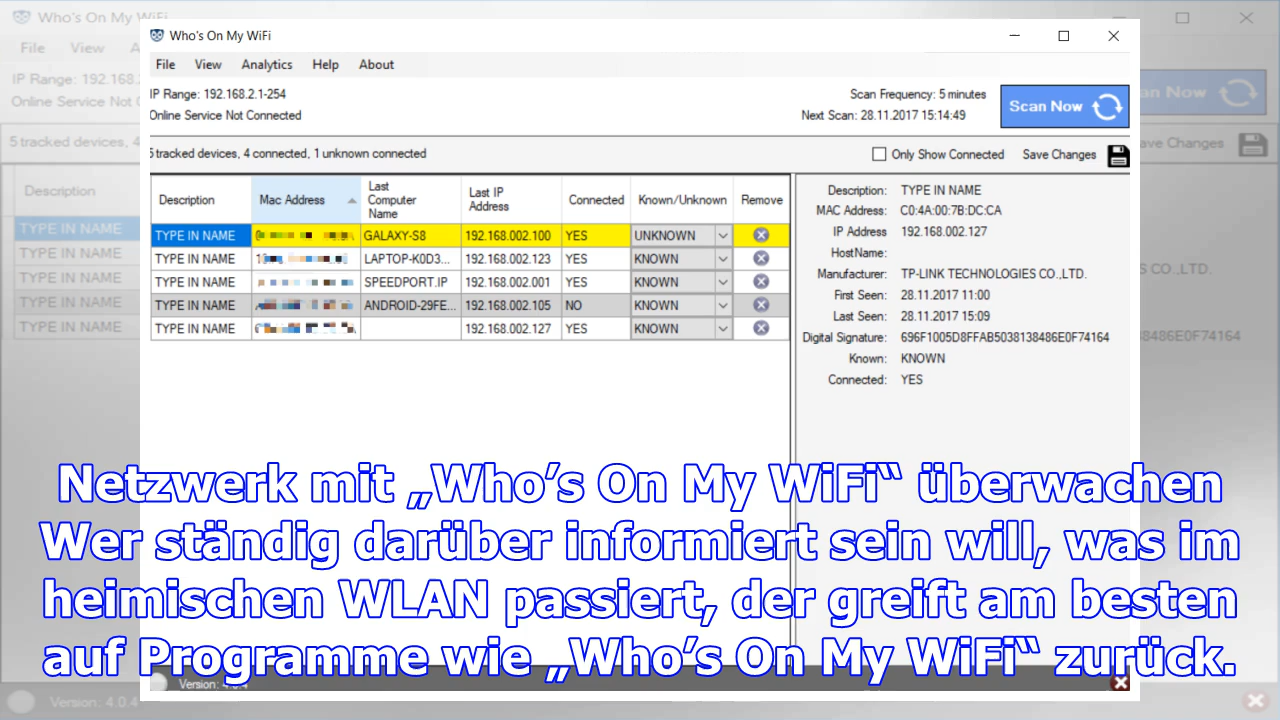 Who's On My WiFi
File View Analytics Help About
IP Range: 192.168.2.1-254
Online Service Not Connected
Scan Frequency: 5 minutes
Next Scan: 28.11.2017 15:14:49
Scan Now
5 tracked devices, 4 connected, 1 unknown connected
Only Show Connected Save Changes
Description Mac Address Last Computer Name Last IP Address Connected Known/Unknown Remove
TYPE IN NAME GALAXY-S8 192.168.002.100 YES UNKNOWN
TYPE IN NAME LAPTOP-K0D3... 192.168.002.123 YES KNOWN
TYPE IN NAME SPEEDPORT.IP 192.168.002.001 YES KNOWN
TYPE IN NAME ANDROID-29FE... 192.168.002.105 NO KNOWN
TYPE IN NAME 192.168.002.127 YES KNOWN
Description: TYPE IN NAME
MAC Address: C0:4A:00:7B:DC:CA
IP Address 192.168.002.127
HostName:
Manufacturer: TP-LINK TECHNOLOGIES CO.,LTD.
First Seen: 28.11.2017 11:00
Last Seen: 28.11.2017 15:09
Digital Signature: 696F1005D8FFAB5038138486E0F74164
Known: KNOWN
Connected: YES
Netzwerk mit „Who’s On My WiFi“ überwachen
Wer ständig darüber informiert sein will, was im
heimischen WLAN passiert, der greift am besten
auf Programme wie „Who’s On My WiFi“ zurück.
Version: 4.0.4